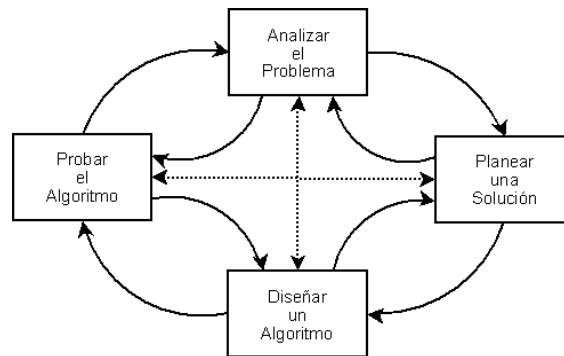 Analizar
el
Problema
Probar
el
Algoritmo
Planear
una
Solución
Diseñar
un
Algoritmo